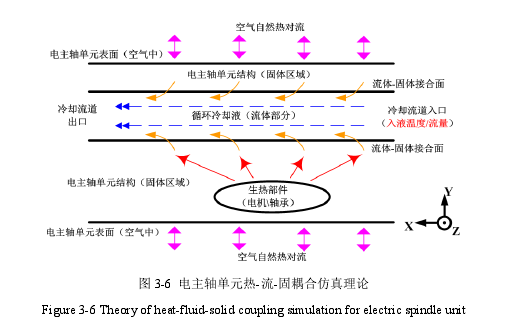 空气自然热对流
电主轴单元表面（空气中）
电主轴单元结构（固体区域）
流体-固体接合面
冷却流道
出口
循环冷却液（流体部分）
冷却流道入口
（入液温度/流量）
流体-固体接合面
电主轴单元结构（固体区域）
生热部件
（电机\轴承）
Y
X
Z
电主轴单元表面（空气中）
空气自然热对流
图 3-6 电主轴单元热-流-固耦合仿真理论
Figure 3-6 Theory of heat-fluid-solid coupling simulation for electric spindle unit